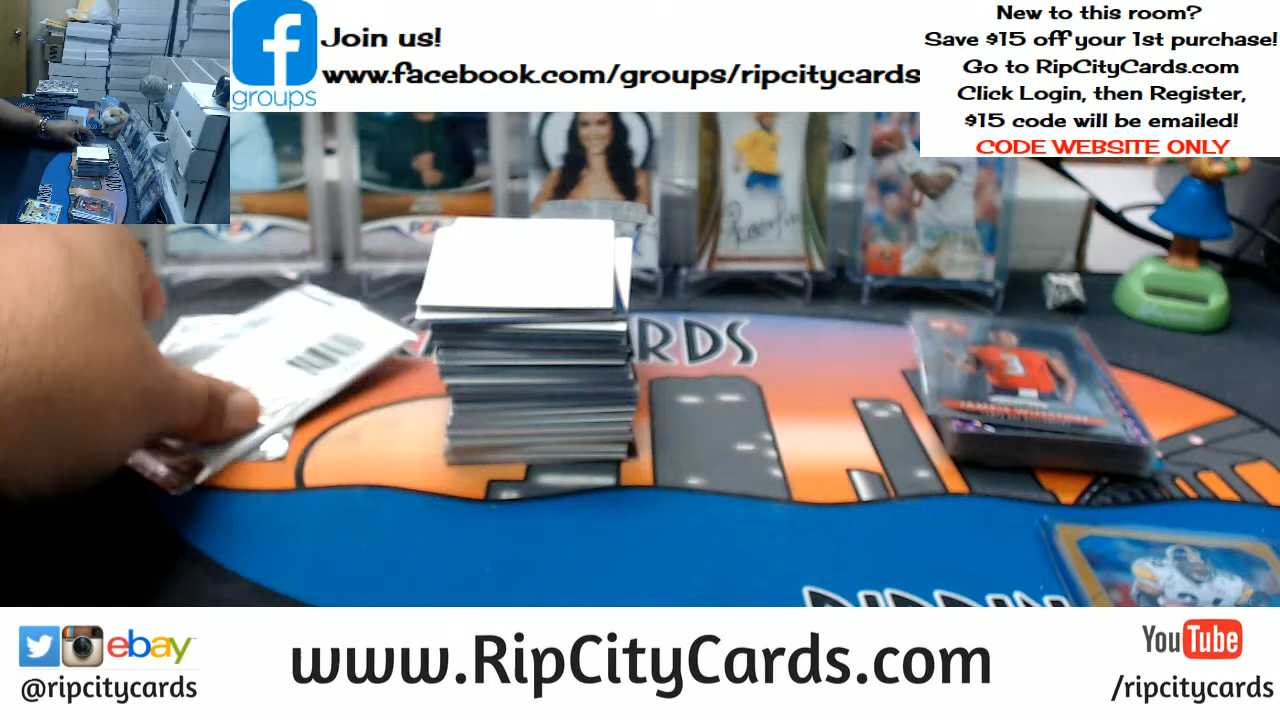 groups
Join us!
www.facebook.com/groups/ripcitycards
New to this room?
Save $15 off your 1st purchase!
Go to RipCityCards.com
Click Login, then Register,
$15 code will be emailed!
CODE WEBSITE ONLY
RDS
ebay
@ripcitycards
www.RipCityCards.com
YouTube
/ripcitycards